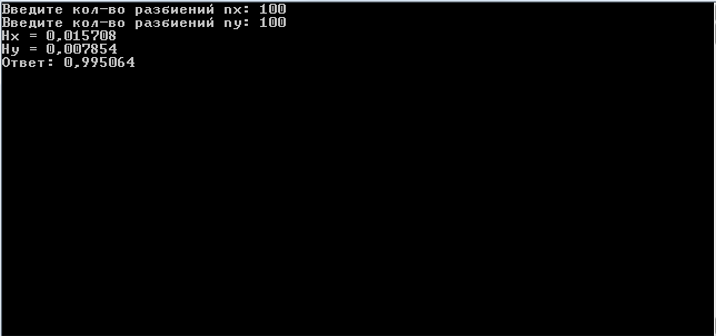 Введите кол-во разбиений nx: 100
Введите кол-во разбиений ny: 100
Hx = 0,015708
Hy = 0,007854
Ответ: 0,995064